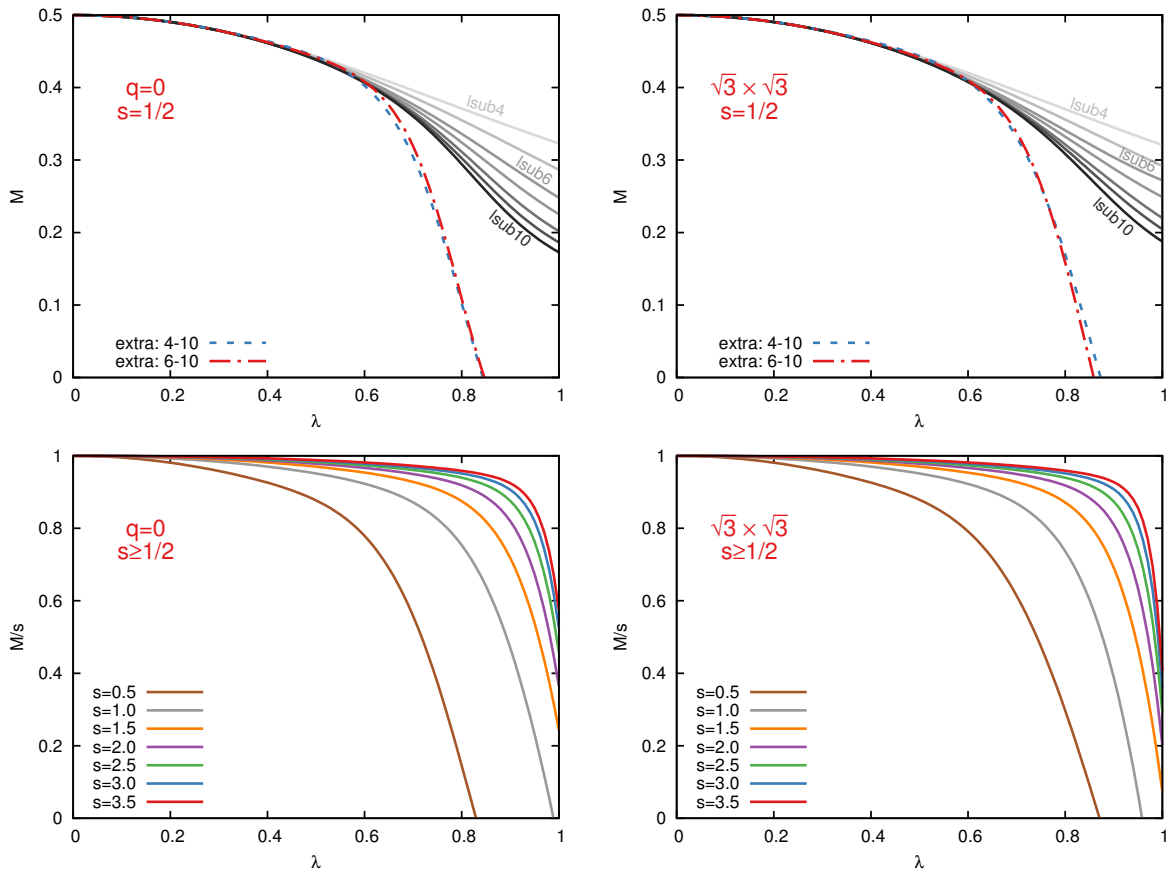 0.5
0.4
0.3
0.2
0.1
0
M
q=0
s=1/2
lsub4
lsub6
lsub10
extra: 4-10
extra: 6-10
0 0.2 0.4 0.6 0.8 1
λ
0.5
0.4
0.3
0.2
0.1
0
M
√3 × √3
s=1/2
lsub4
lsub6
lsub10
extra: 4-10
extra: 6-10
0 0.2 0.4 0.6 0.8 1
λ
1
0.8
0.6
0.4
0.2
0
M/s
q=0
s≥1/2
s=0.5
s=1.0
s=1.5
s=2.0
s=2.5
s=3.0
s=3.5
0 0.2 0.4 0.6 0.8 1
λ
1
0.8
0.6
0.4
0.2
0
M/s
√3 × √3
s≥1/2
s=0.5
s=1.0
s=1.5
s=2.0
s=2.5
s=3.0
s=3.5
0 0.2 0.4 0.6 0.8 1
λ